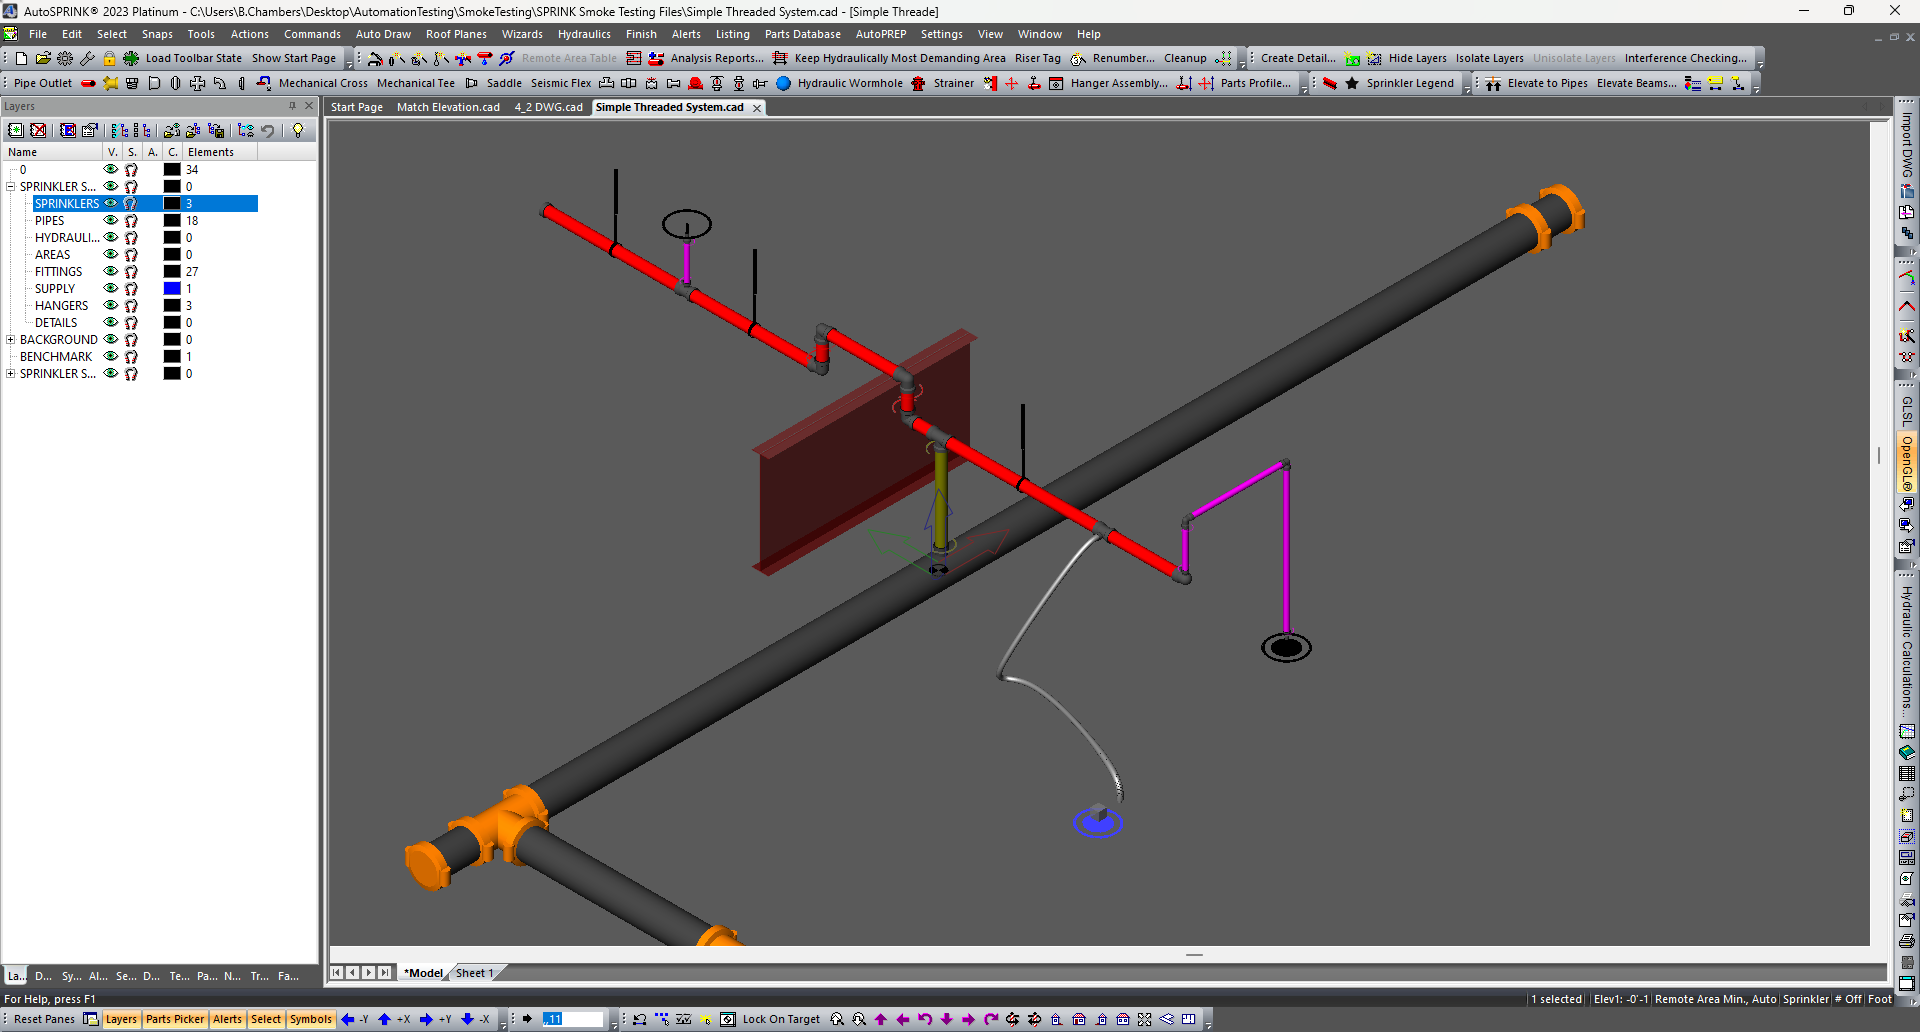 AutoSPRINK® 2023 Platinum - C:\Users\B.Chambers\Desktop\AutomationTesting\SmokeTesting\SPRINK Smoke Testing Files\Simple Threaded System.cad - [Simple Threade]
File Edit Select Snaps Tools Actions Commands Auto Draw Roof Planes Wizards Hydraulics Finish Alerts Listing Parts Database AutoPREP Settings View Window Help
Load Toolbar State Show Start Page Remote Area Table Analysis Reports... Keep Hydraulically Most Demanding Area Riser Tag Renumber... Cleanup Create Detail... Hide Layers Isolate Layers Unisolate Layers Interference Checking...
Pipe Outlet Mechanical Cross Mechanical Tee Saddle Seismic Flex Hydraulic Wormhole Strainer Hanger Assembly... Parts Profile... Sprinkler Legend Elevate to Pipes Elevate Beams...
Layers
Start Page Match Elevation.cad 4_2 DWG.cad Simple Threaded System.cad
Name V. S. A. C. Elements
0 34
SPRINKLER S... 0
SPRINKLERS 3
PIPES 18
HYDRAULI... 0
AREAS 0
FITTINGS 27
SUPPLY 1
HANGERS 3
DETAILS 0
BACKGROUND 0
BENCHMARK 1
SPRINKLER S... 0
Import DWG
GLSL
OpenGL®
Hydraulic Calculations...
La... D... Sy... Al... Se... D... Te... Pa... N... Tr... Fa...
*Model Sheet 1
For Help, press F1
1 selected Elev1: -0'-1 Remote Area Min., Auto Sprinkler # Off Foot
Reset Panes Layers Parts Picker Alerts Select Symbols -Y +X +Y -X ,,11 Lock On Target